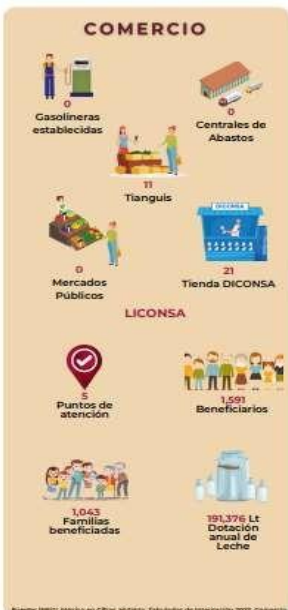 COMERCIO
0
Gasolineras
establecidas
0
Centrales de
Abastos
11
Tianguis
0
Mercados
Públicos
DICONSA
21
Tienda DICONSA
LICONSA
5
Puntos de
atención
1,591
Beneficiarios
1,043
Familias
beneficiadas
191,376 Lt
Dotación
anual de
Leche